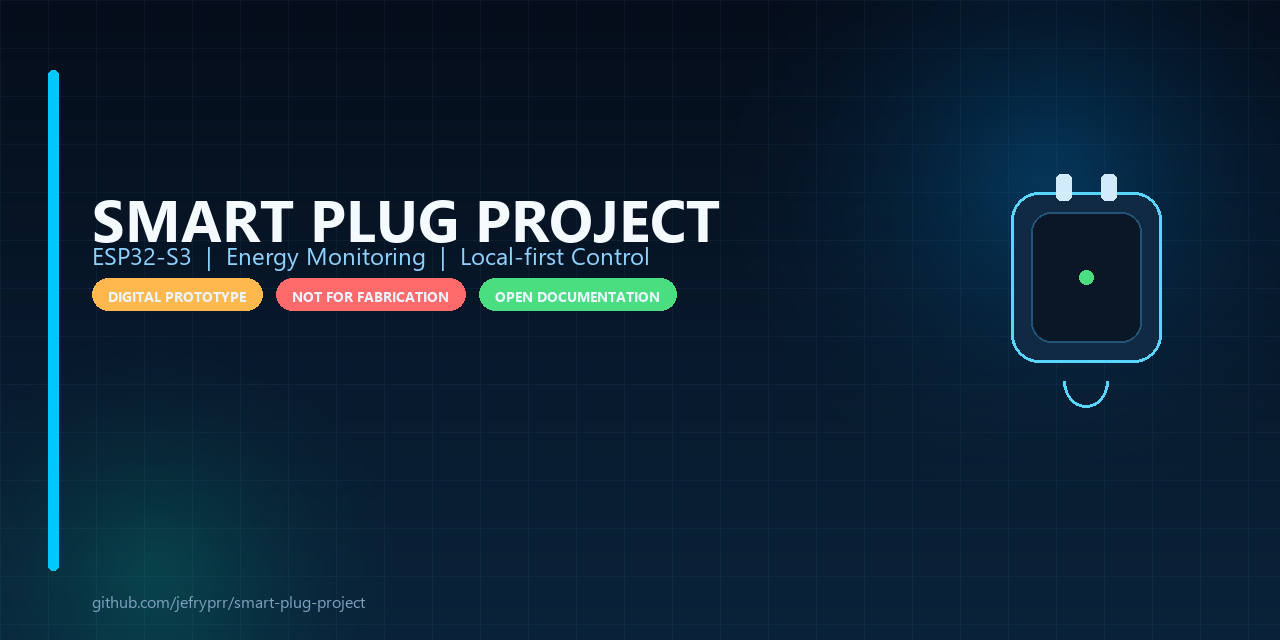 SMART PLUG PROJECT
ESP32-S3 | Energy Monitoring | Local-first Control
DIGITAL PROTOTYPE NOT FOR FABRICATION OPEN DOCUMENTATION
github.com/jefryprr/smart-plug-project